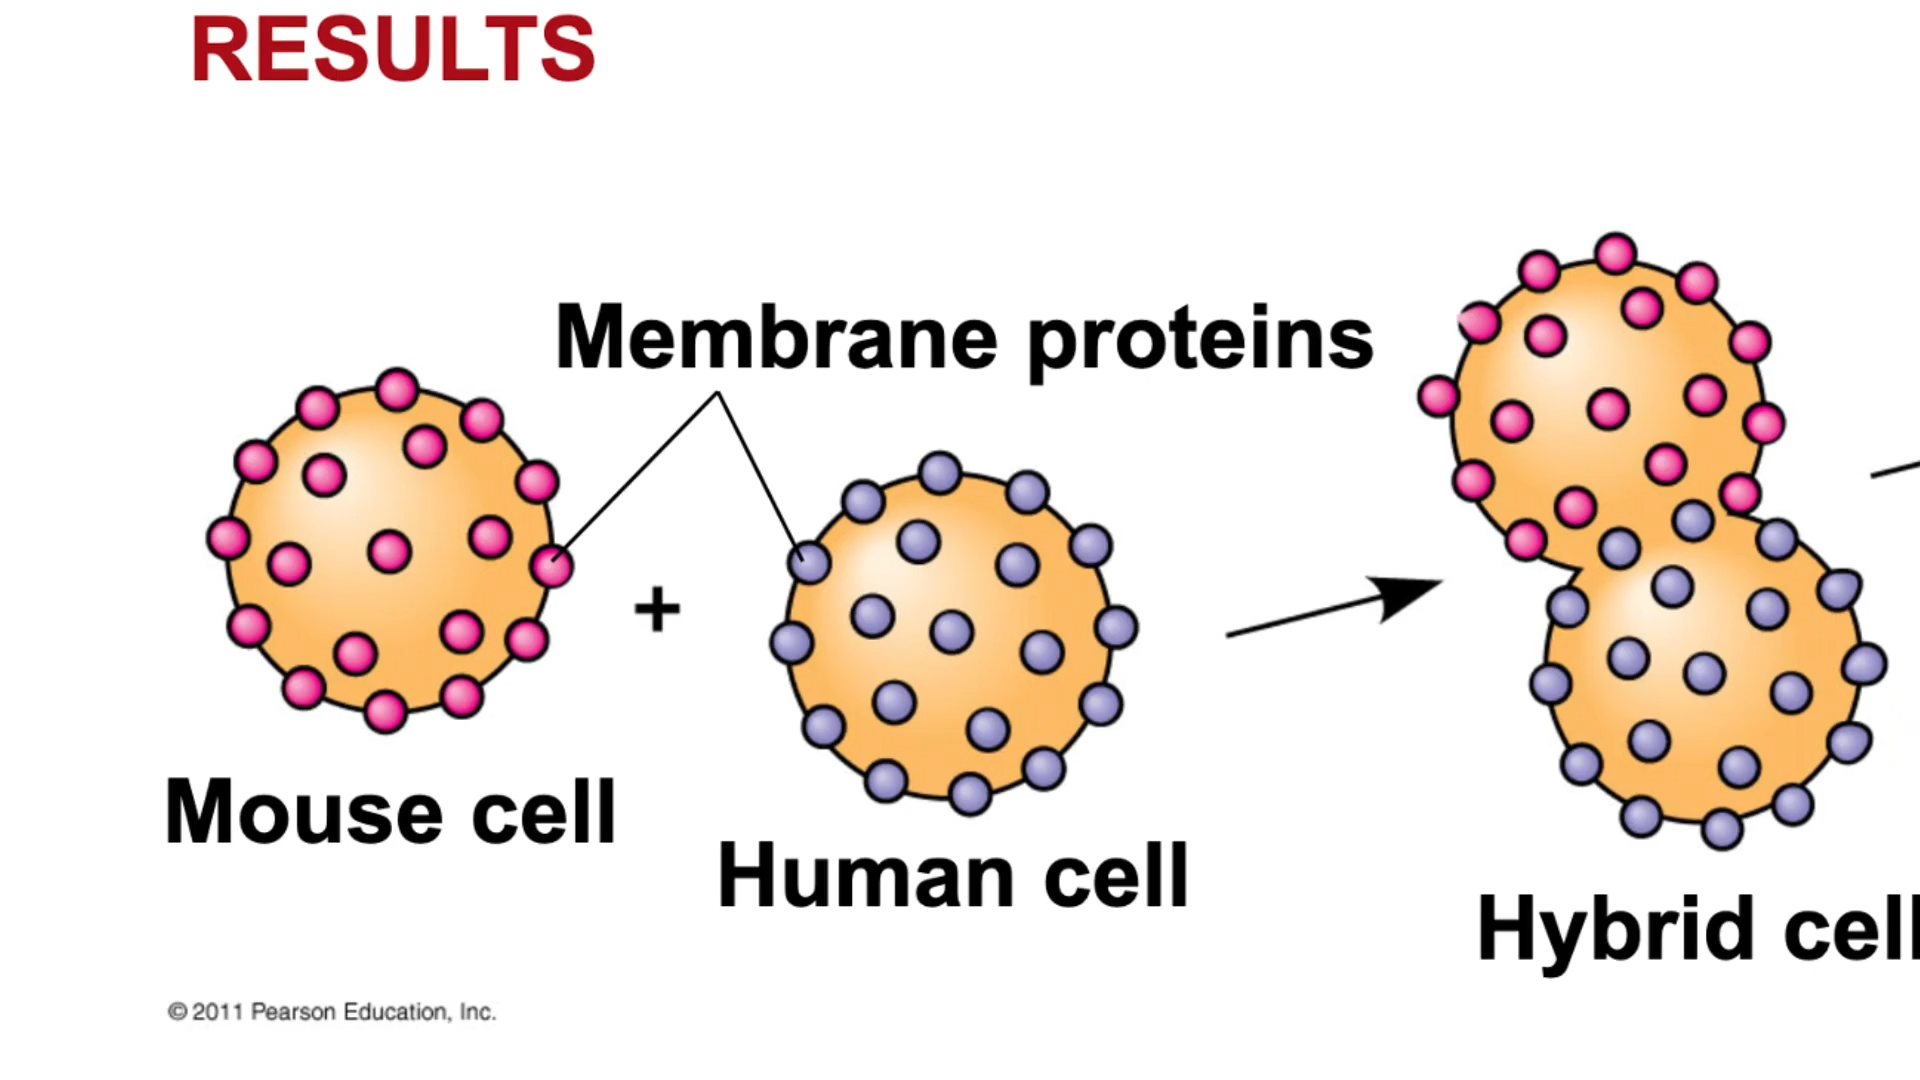 RESULTS
Membrane proteins
+
Mouse cell
Human cell
Hybrid cell
© 2011 Pearson Education, Inc.